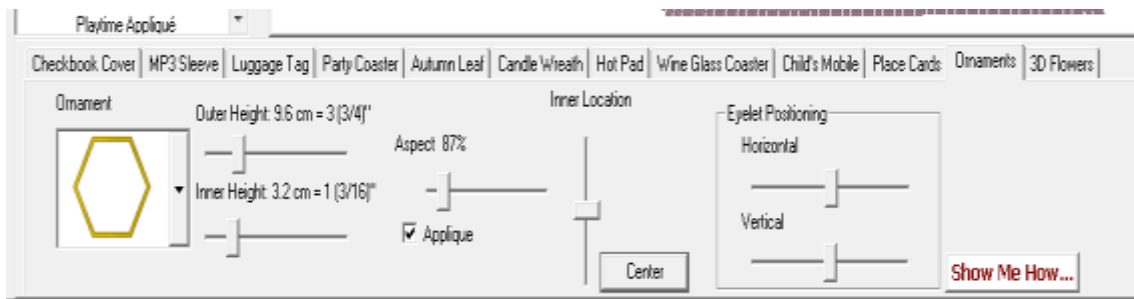 Playtime Appliqué
Checkbook Cover MP3 Sleeve Luggage Tag Party Coaster Autumn Leaf Candle Wreath Hot Pad Wine Glass Coaster Child's Mobile Place Cards Ornaments 3D Flowers
Ornament
Outer Height: 9.6 cm = 3 (3/4)"
Inner Height: 3.2 cm = 1 (3/16)"
Aspect 87%
Applique
Inner Location
Center
Eyelet Positioning
Horizontal
Vertical
Show Me How...